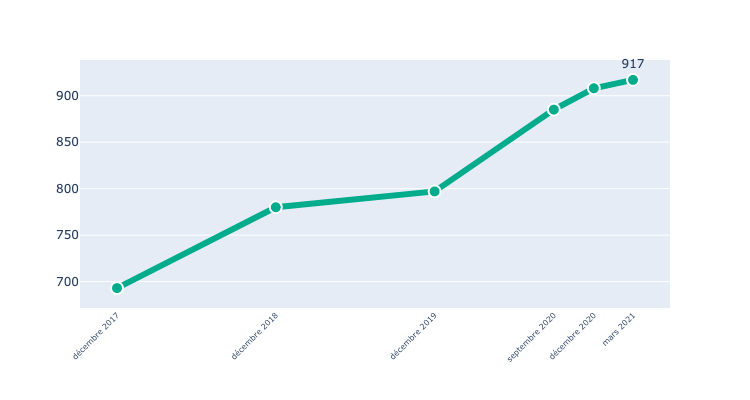 917
900
850
800
750
700
décembre 2017
décembre 2018
décembre 2019
septembre 2020
décembre 2020
mars 2021